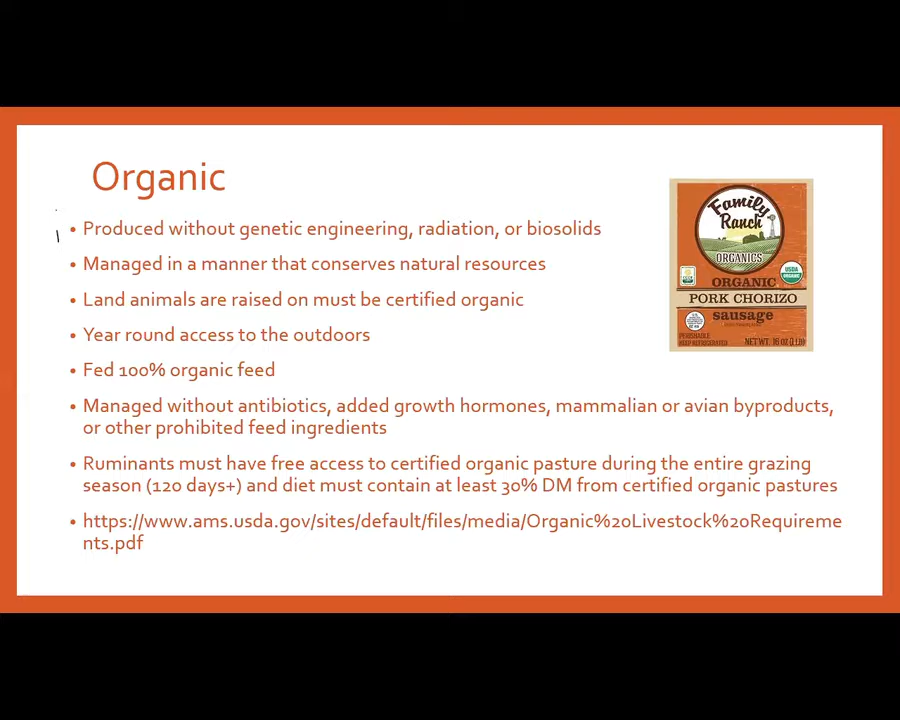 Organic
• Produced without genetic engineering, radiation, or biosolids
• Managed in a manner that conserves natural resources
• Land animals are raised on must be certified organic
• Year round access to the outdoors
• Fed 100% organic feed
• Managed without antibiotics, added growth hormones, mammalian or avian byproducts,
or other prohibited feed ingredients
• Ruminants must have free access to certified organic pasture during the entire grazing
season (120 days+) and diet must contain at least 30% DM from certified organic pastures
• https://www.ams.usda.gov/sites/default/files/media/Organic%20Livestock%20Requireme
nts.pdf
Family
Ranch
ORGANICS
USDA
ORGANIC
ORGANIC
PORK CHORIZO
sausage
PERISHABLE
KEEP REFRIGERATED
NET WT. 16 OZ (1 LB)